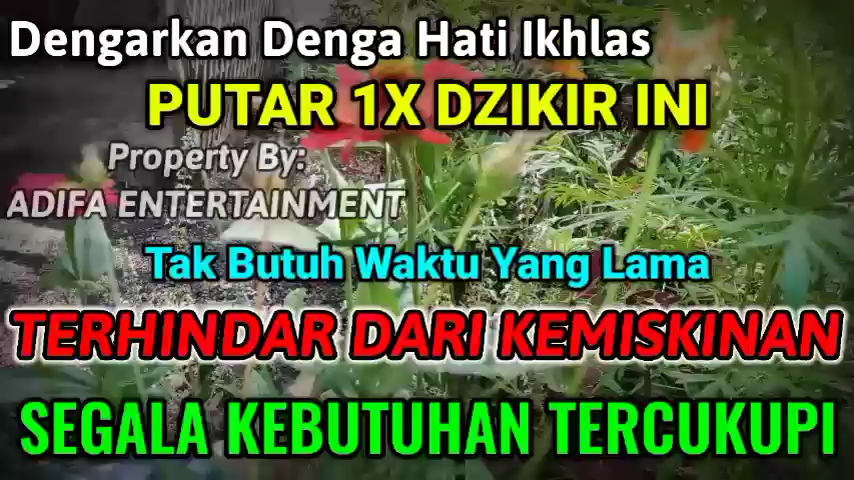 Dengarkan Denga Hati Ikhlas
PUTAR 1X DZIKIR INI
Property By:
ADIFA ENTERTAINMENT
Tak Butuh Waktu Yang Lama
TERHINDAR DARI KEMISKINAN
SEGALA KEBUTUHAN TERCUKUPI